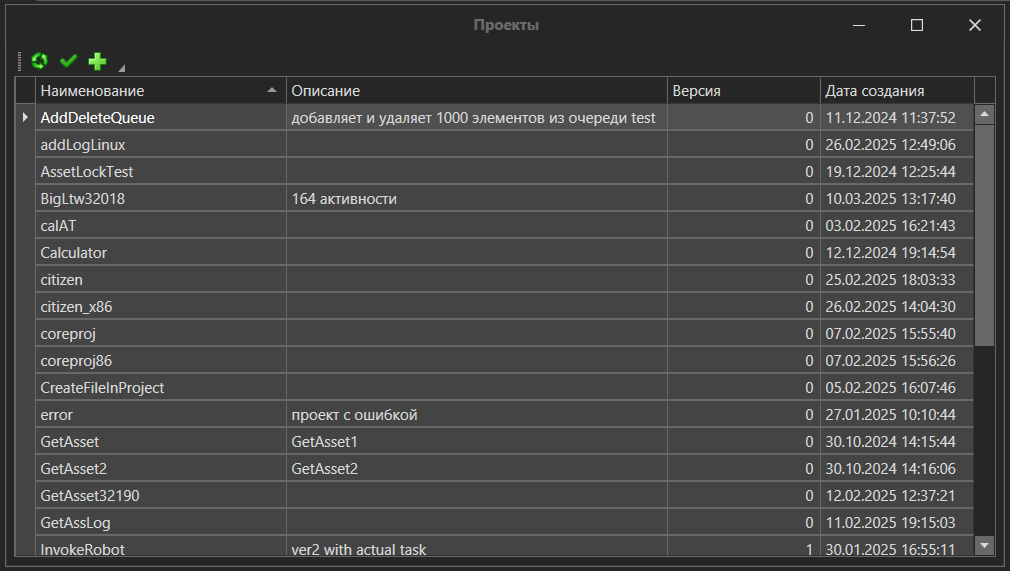 Проекты
Наименование Описание Версия Дата создания
AddDeleteQueue добавляет и удаляет 1000 элементов из очереди test 0 11.12.2024 11:37:52
addLogLinux 0 26.02.2025 12:49:06
AssetLockTest 0 19.12.2024 12:25:44
BigLtw32018 164 активности 0 10.03.2025 13:17:40
calAT 0 03.02.2025 16:21:43
Calculator 0 12.12.2024 19:14:54
citizen 0 25.02.2025 18:03:33
citizen_x86 0 26.02.2025 14:04:30
coreproj 0 07.02.2025 15:55:40
coreproj86 0 07.02.2025 15:56:26
CreateFileInProject 0 05.02.2025 16:07:46
error проект с ошибкой 0 27.01.2025 10:10:44
GetAsset GetAsset1 0 30.10.2024 14:15:44
GetAsset2 GetAsset2 0 30.10.2024 14:16:06
GetAsset32190 0 12.02.2025 12:37:21
GetAssLog 0 11.02.2025 19:15:03
InvokeRobot ver2 with actual task 1 30.01.2025 16:55:11